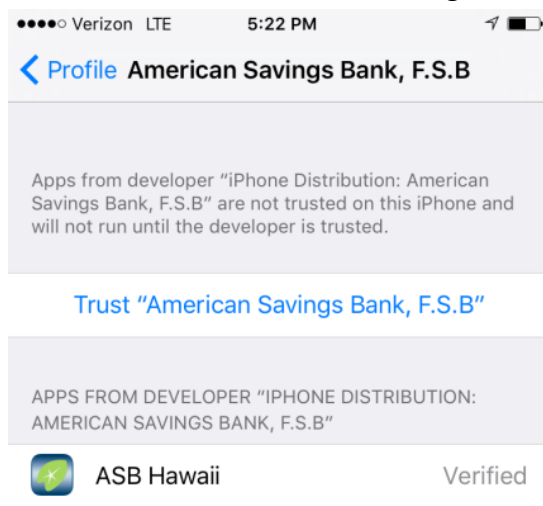 ●●●●○ Verizon LTE 5:22 PM
Profile American Savings Bank, F.S.B
Apps from developer “iPhone Distribution: American
Savings Bank, F.S.B” are not trusted on this iPhone and
will not run until the developer is trusted.
Trust “American Savings Bank, F.S.B”
APPS FROM DEVELOPER “IPHONE DISTRIBUTION:
AMERICAN SAVINGS BANK, F.S.B”
ASB Hawaii Verified